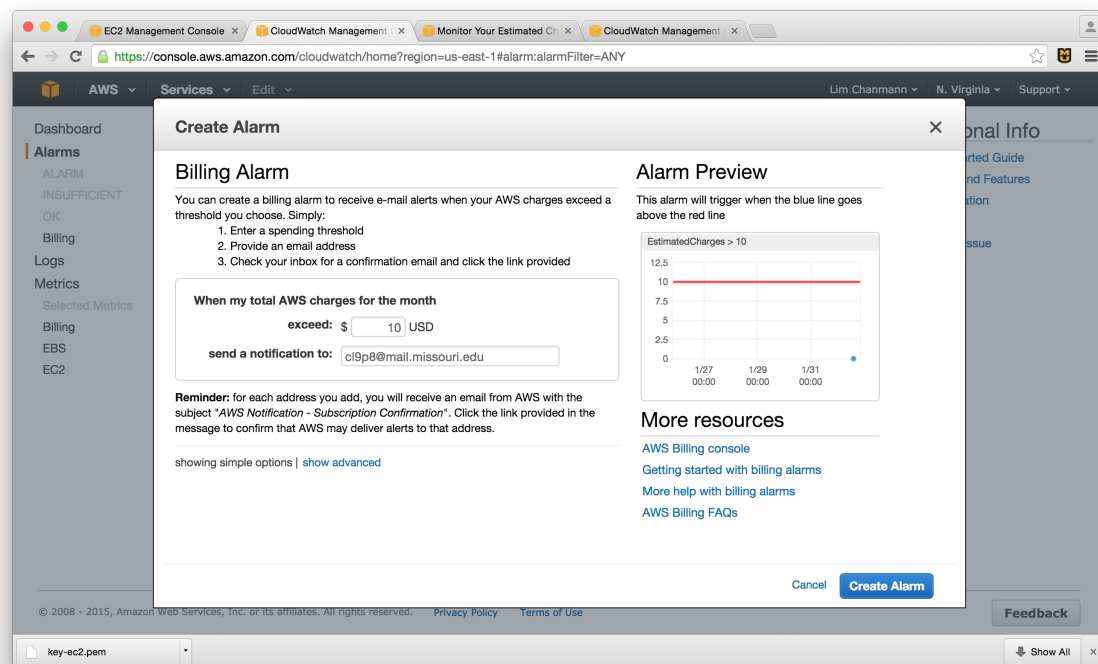 EC2 Management Console
CloudWatch Management C
Monitor Your Estimated Ch
CloudWatch Management
https://console.aws.amazon.com/cloudwatch/home?region=us-east-1#alarm:alarmFilter=ANY
AWS Services Edit Lim Chanmann N. Virginia Support
Dashboard
Alarms
ALARM
INSUFFICIENT
OK
Billing
Logs
Metrics
Selected Metrics
Billing
EBS
EC2
Create Alarm
Billing Alarm
You can create a billing alarm to receive e-mail alerts when your AWS charges exceed a
threshold you choose. Simply:
1. Enter a spending threshold
2. Provide an email address
3. Check your inbox for a confirmation email and click the link provided
When my total AWS charges for the month
exceed: $ 10 USD
send a notification to: cl9p8@mail.missouri.edu
Reminder: for each address you add, you will receive an email from AWS with the
subject "AWS Notification - Subscription Confirmation". Click the link provided in the
message to confirm that AWS may deliver alerts to that address.
showing simple options | show advanced
Alarm Preview
This alarm will trigger when the blue line goes
above the red line
EstimatedCharges > 10
12.5
10
7.5
5
2.5
0
1/27 1/29 1/31
00:00 00:00 00:00
More resources
AWS Billing console
Getting started with billing alarms
More help with billing alarms
AWS Billing FAQs
Cancel Create Alarm
onal Info
rted Guide
nd Features
ation
ssue
© 2008 - 2015, Amazon Web Services, Inc. or its affiliates. All rights reserved. Privacy Policy Terms of Use
Feedback
key-ec2.pem
Show All